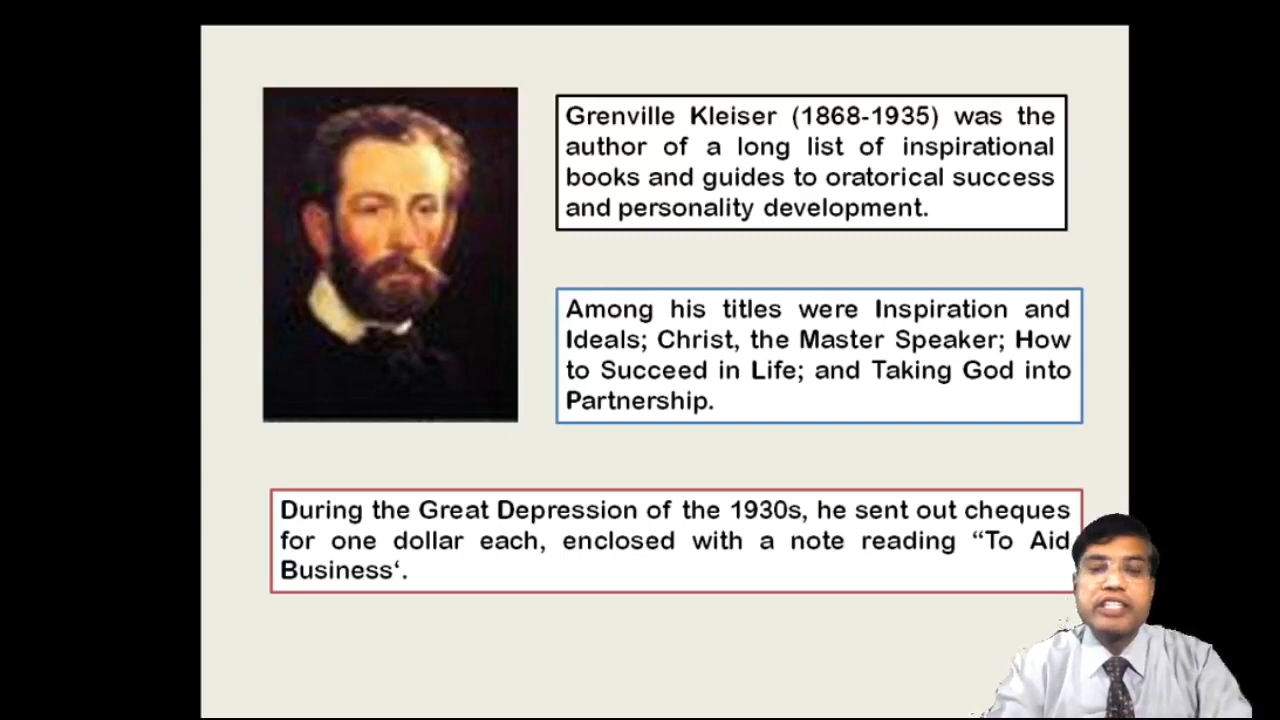 Grenville Kleiser (1868-1935) was the
author of a long list of inspirational
books and guides to oratorical success
and personality development.
Among his titles were Inspiration and
Ideals; Christ, the Master Speaker; How
to Succeed in Life; and Taking God into
Partnership.
During the Great Depression of the 1930s, he sent out cheques
for one dollar each, enclosed with a note reading “To Aid
Business‘.